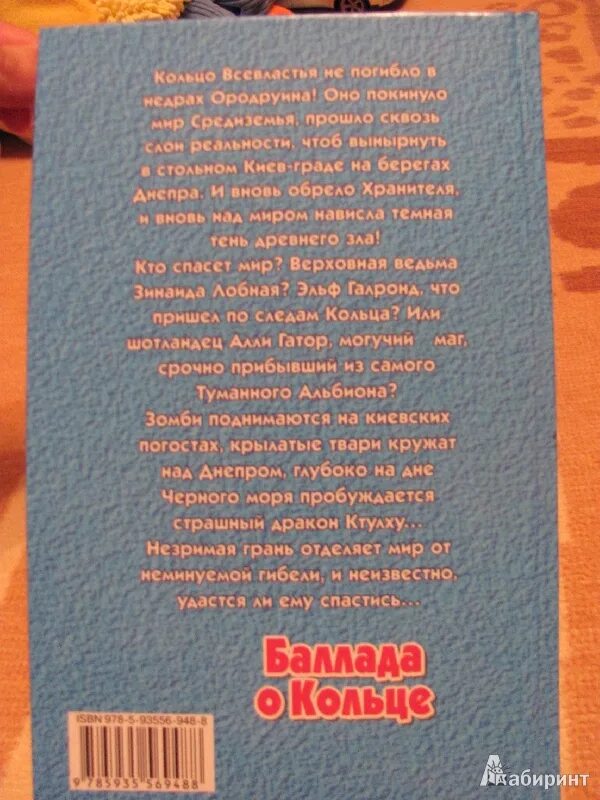 Кольцо Всевластья не погибло в
недрах Ородруина! Оно покинуло
мир Средиземья, прошло сквозь
слои реальности, чтоб вынырнуть
в стольном Киев-граде на берегах
Днепра. И вновь обрело Хранителя,
и вновь над миром нависла темная
тень древнего зла!
Кто спасет мир? Верховная ведьма
Зинаида Лобная? Эльф Галронд, что
пришел по следам Кольца? Или
шотландец Алли Гатор, могучий маг,
срочно прибывший из самого
Туманного Альбиона?
Зомби поднимаются на киевских
погостах, крылатые твари кружат
над Днепром, глубоко на дне
Черного моря пробуждается
страшный дракон Ктулху...
Незримая грань отделяет мир от
неминуемой гибели, и неизвестно,
удастся ли ему спастись...
Баллада
о Кольце
ISBN 978-5-93556-948-8
9 785935 569488
Лабиринт